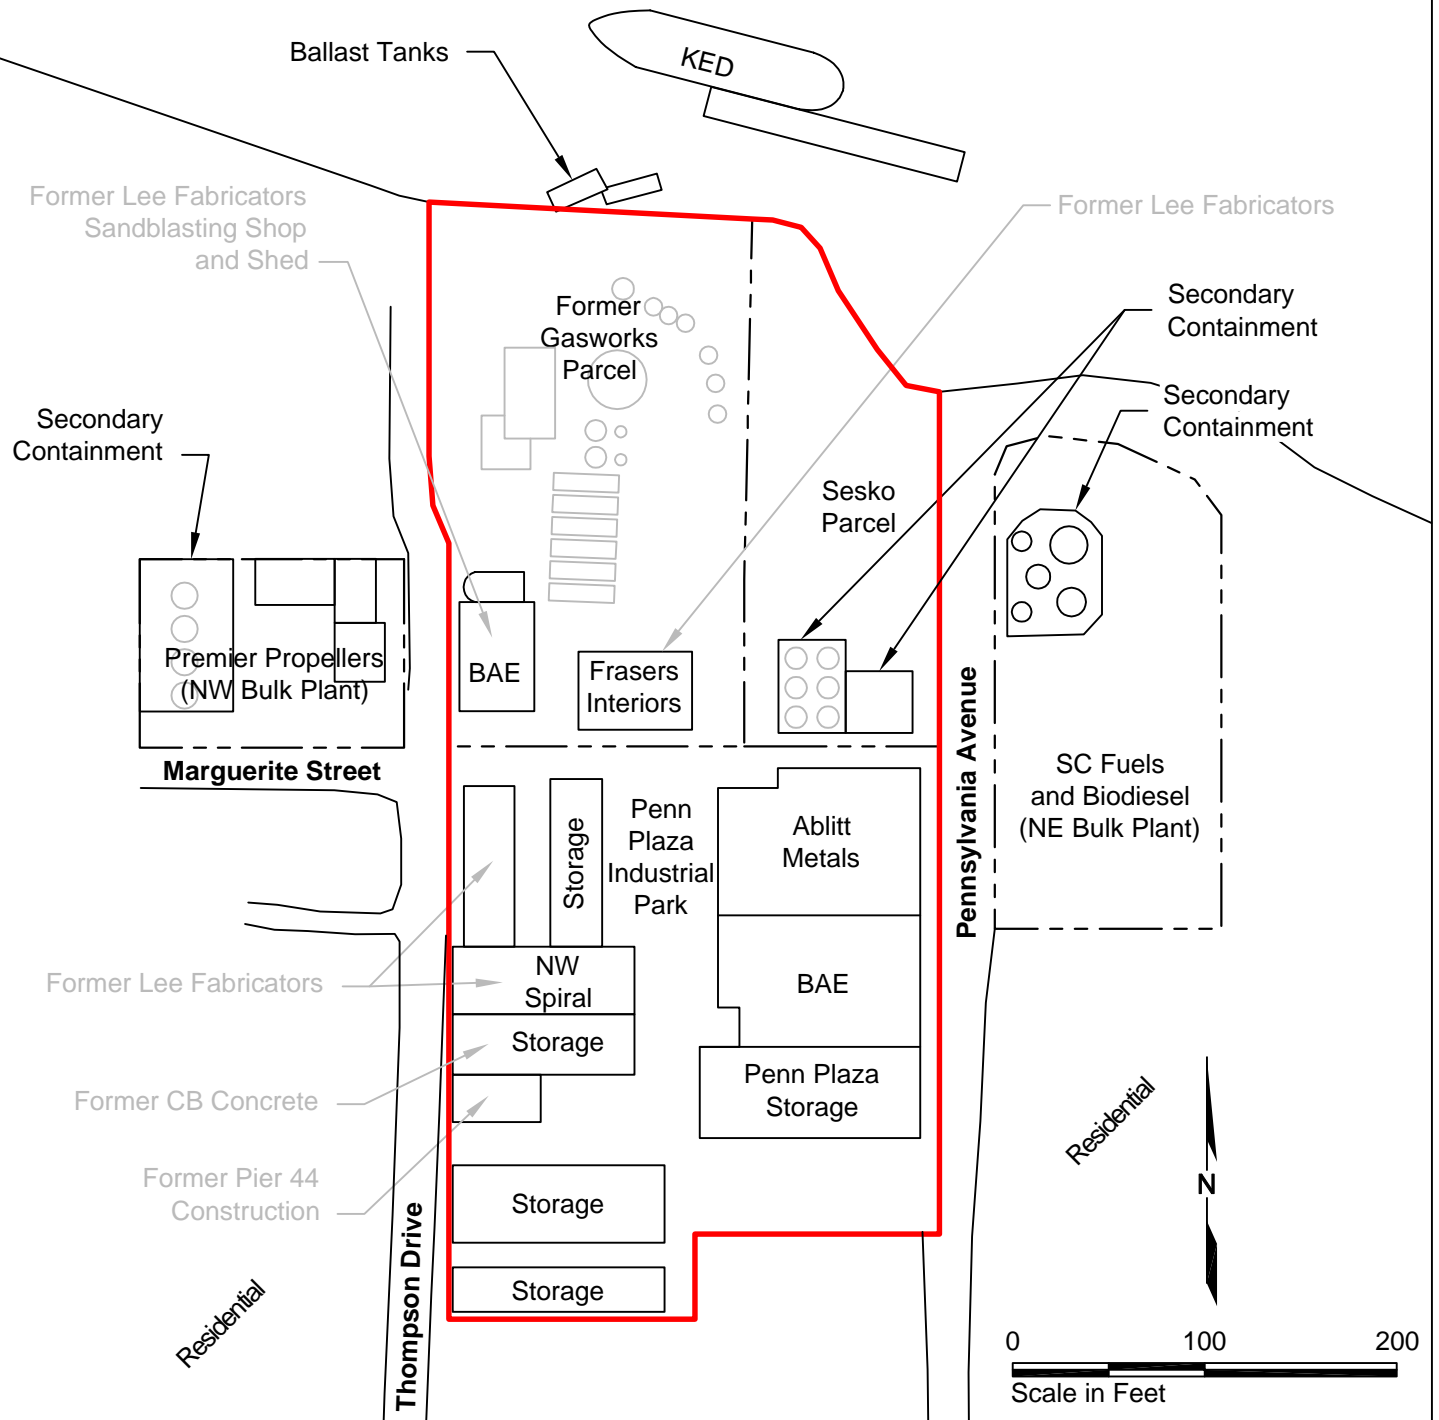 KED
Ballast Tanks
Former Lee Fabricators
Sandblasting Shop
and Shed
Former Lee Fabricators
Former
Gasworks
Parcel
Secondary
Containment
Secondary
Containment
Secondary
Containment
Sesko
Parcel
Premier Propellers
(NW Bulk Plant)
BAE
Frasers
Interiors
Marguerite Street
Pennsylvania Avenue
SC Fuels
and Biodiesel
(NE Bulk Plant)
Storage
Penn
Plaza
Industrial
Park
Ablitt
Metals
Former Lee Fabricators
NW
Spiral
BAE
Storage
Former CB Concrete
Penn Plaza
Storage
Residential
Former Pier 44
Construction
Storage
N
Thompson Drive
Storage
Residential
0 100 200
Scale in Feet